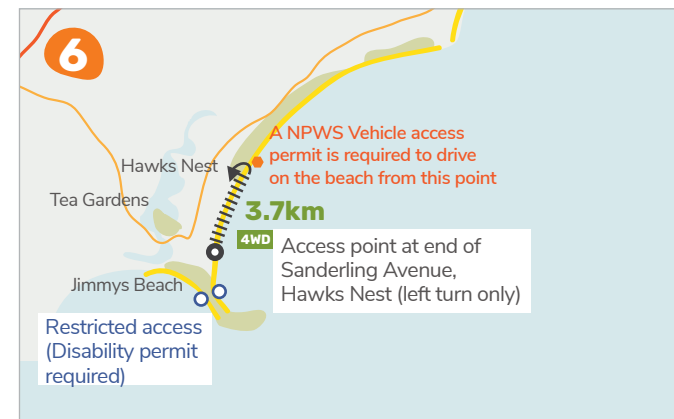 6
A NPWS Vehicle access
permit is required to drive
on the beach from this point
Hawks Nest
Tea Gardens
3.7km
4WD
Access point at end of
Sanderling Avenue,
Hawks Nest (left turn only)
Jimmys Beach
Restricted access
(Disability permit
required)